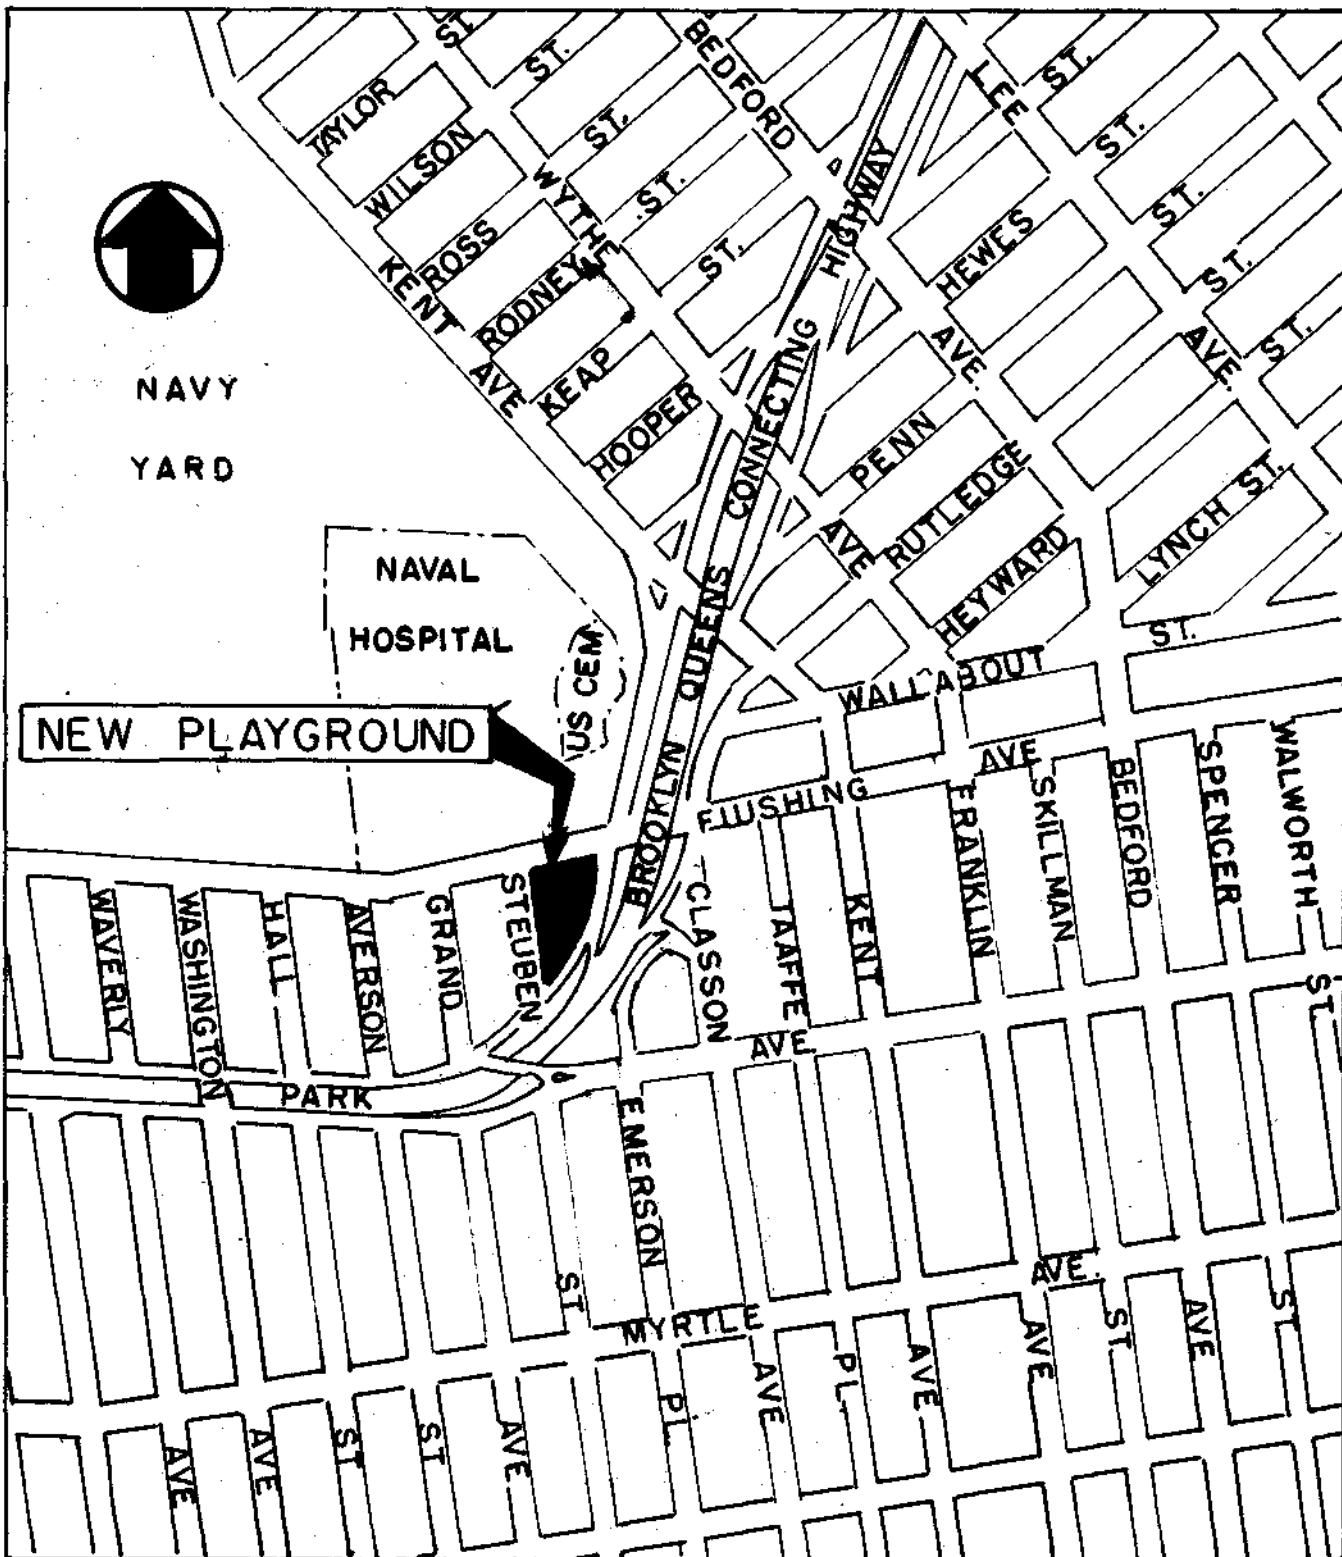 ST.
ST.
BEDFORD
LEE
ST.
TAYLOR
ST.
ST.
WILSON
WYTHE
ST.
HIGHWAY
ST.
ROSS
ST.
HEWES
ST.
KENT
RODNEY
AVE.
AVE.
ST.
NAVY
AVE
KEAP
CONNECTING
YARD
HOOPER
PENN
RUTLEDGE
LYNCH ST.
AVE
NAVAL
HEYWARD
HOSPITAL
US CEM
QUEENS
ST.
WALLABOUT
NEW PLAYGROUND
BROOKLYN
FLUSHING
AVE
SKILLMAN
BEDFORD
SPENCER
WALWORTH
FRANKLIN
WAVERLY
WASHINGTON
HALL
AVERSON
GRAND
STEUBEN
CLASSON
TAAFFE
KENT
ST
AVE.
PARK
EMERSON
ST
MYRTLE
AVE.
AVE
AVE
ST
ST
AVE
PL.
AVE
PL.
AVE
AVE
ST
AVE
ST